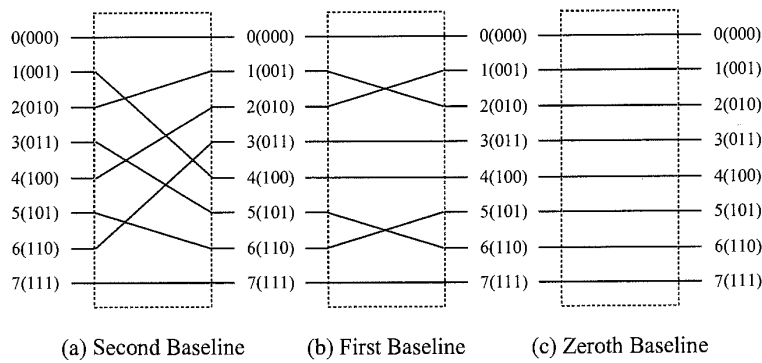 0(000) 0(000) 0(000) 0(000)
1(001) 1(001) 1(001) 1(001)
2(010) 2(010) 2(010) 2(010)
3(011) 3(011) 3(011) 3(011)
4(100) 4(100) 4(100) 4(100)
5(101) 5(101) 5(101) 5(101)
6(110) 6(110) 6(110) 6(110)
7(111) 7(111) 7(111) 7(111)
(a) Second Baseline (b) First Baseline (c) Zeroth Baseline